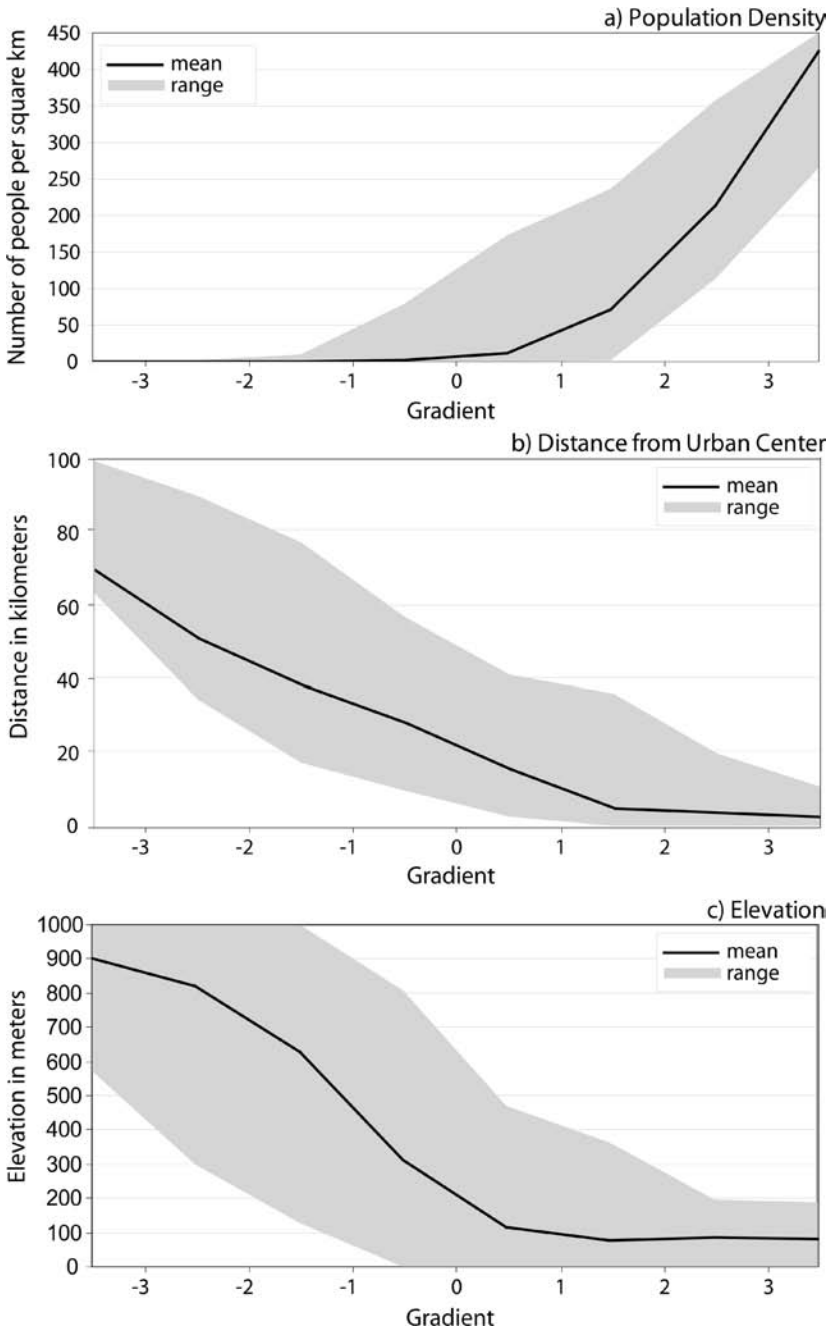 a) Population Density
Number of people per square km
450
400
350
300
250
200
150
100
50
0
mean
range
-3 -2 -1 0 1 2 3
Gradient
b) Distance from Urban Center
Distance in kilometers
100
80
60
40
20
0
mean
range
-3 -2 -1 0 1 2 3
Gradient
c) Elevation
Elevation in meters
1000
900
800
700
600
500
400
300
200
100
0
mean
range
-3 -2 -1 0 1 2 3
Gradient